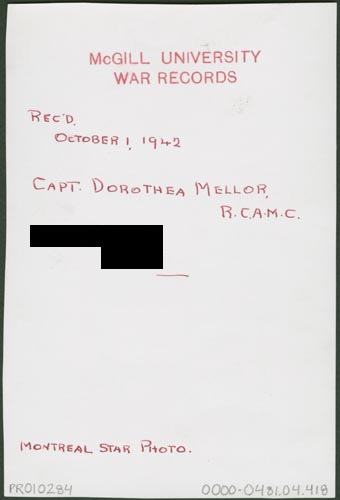 McGILL UNIVERSITY
WAR RECORDS
REC'D.
OCTOBER 1, 1942
CAPT. DOROTHEA MELLOR,
R.C.A.M.C.
MONTREAL STAR PHOTO.
PR010284
0000-0481.04.418